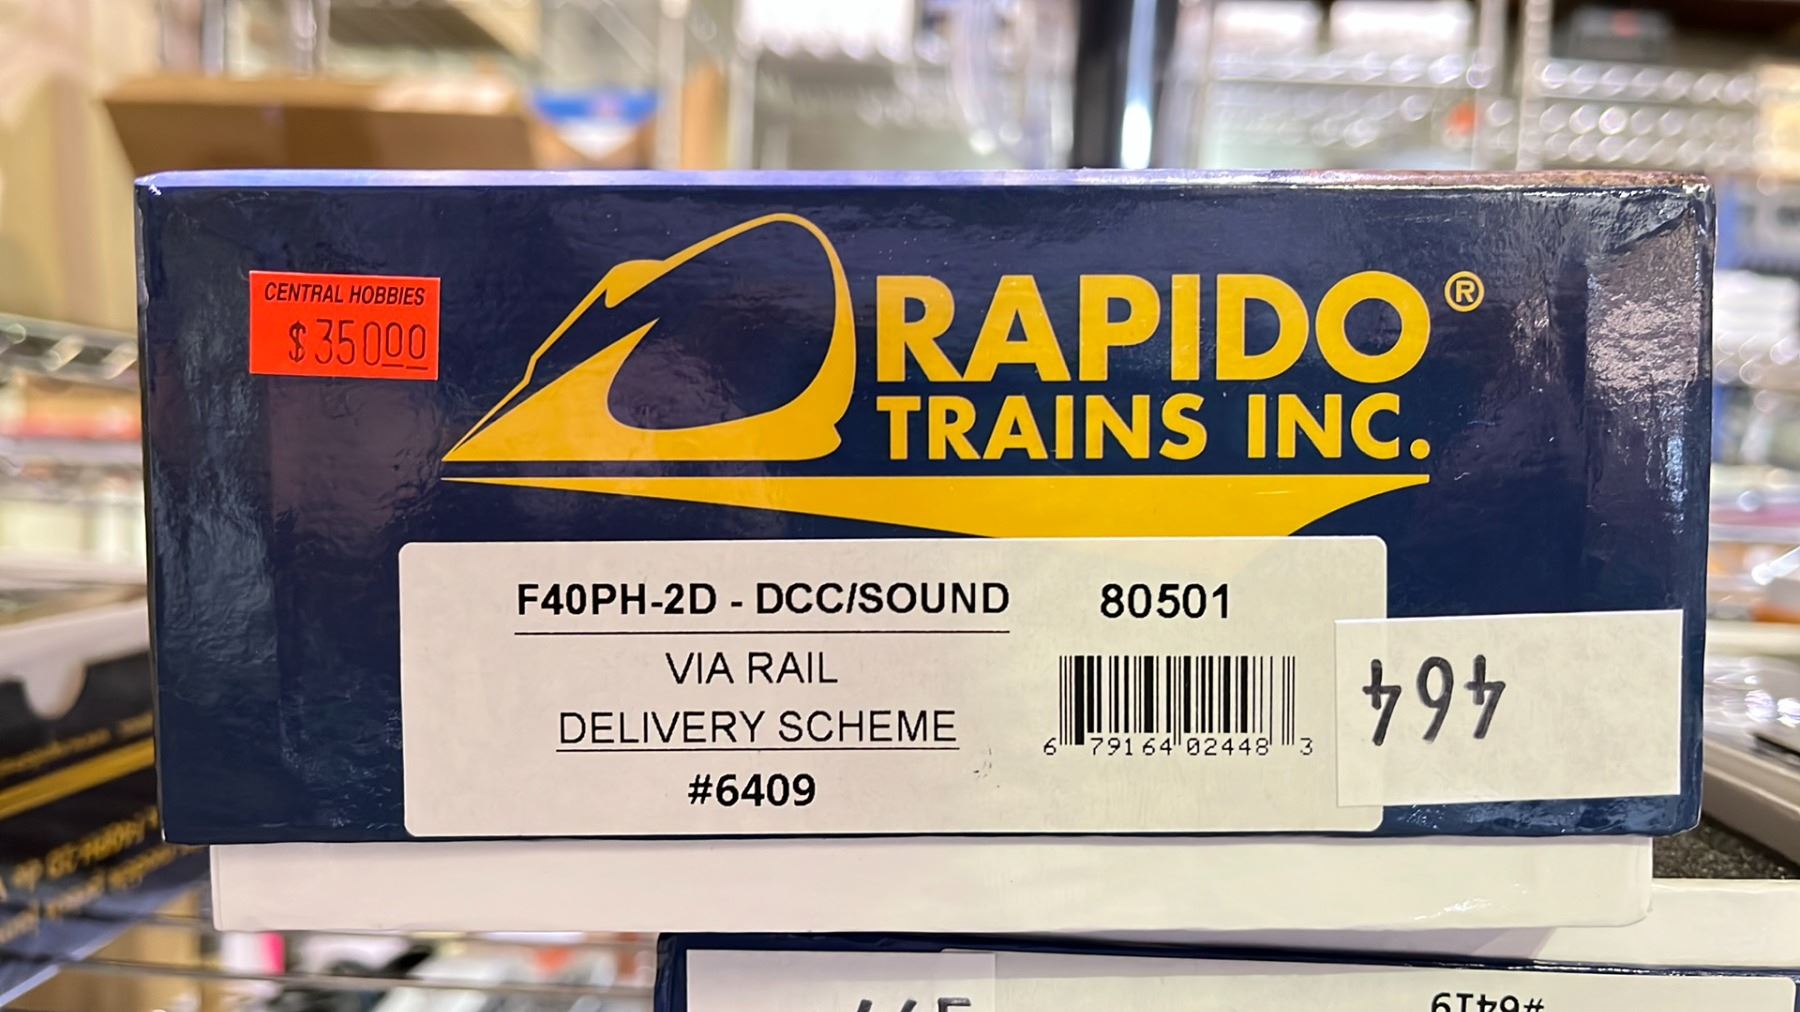 CENTRAL HOBBIES
$350.00
RAPIDO®
TRAINS INC.
F40PH-2D - DCC/SOUND
80501
VIA RAIL
DELIVERY SCHEME
#6409
6 79164 02448 3
464
#6419